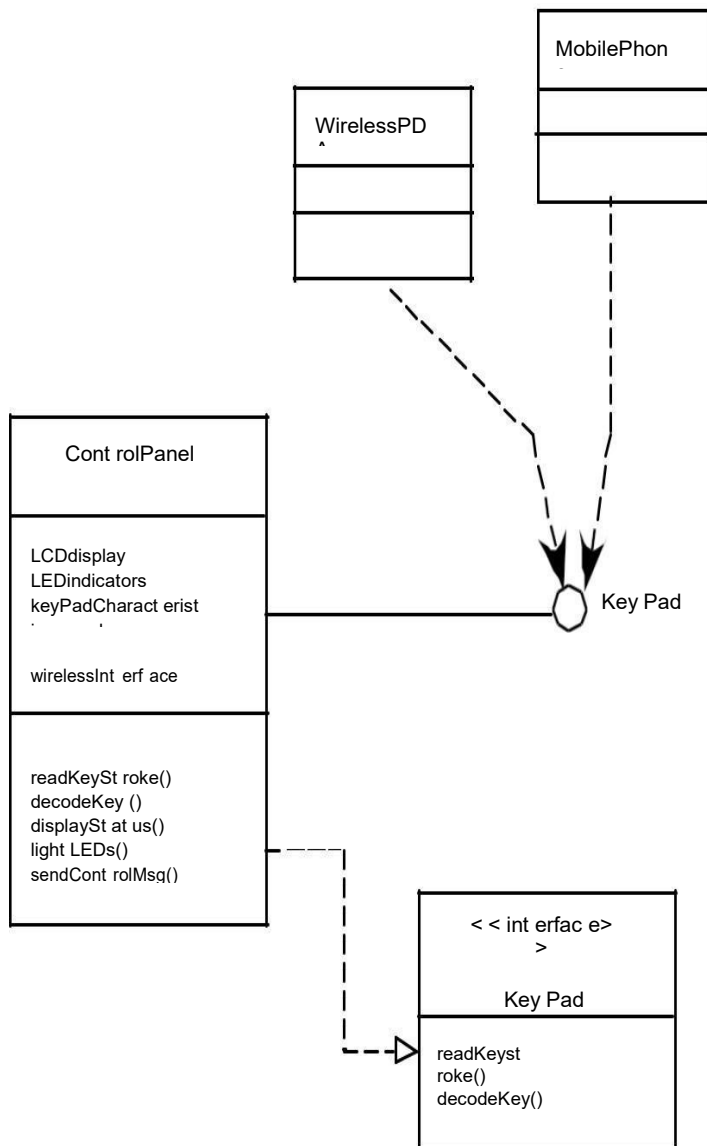 MobilePhon
WirelessPD
Cont rolPanel
LCDdisplay
LEDindicators
keyPadCharact erist
wirelessInt erf ace
Key Pad
readKeySt roke()
decodeKey ()
displaySt at us()
light LEDs()
sendCont rolMsg()
< < int erfac e>
>
Key Pad
readKeyst
roke()
decodeKey()